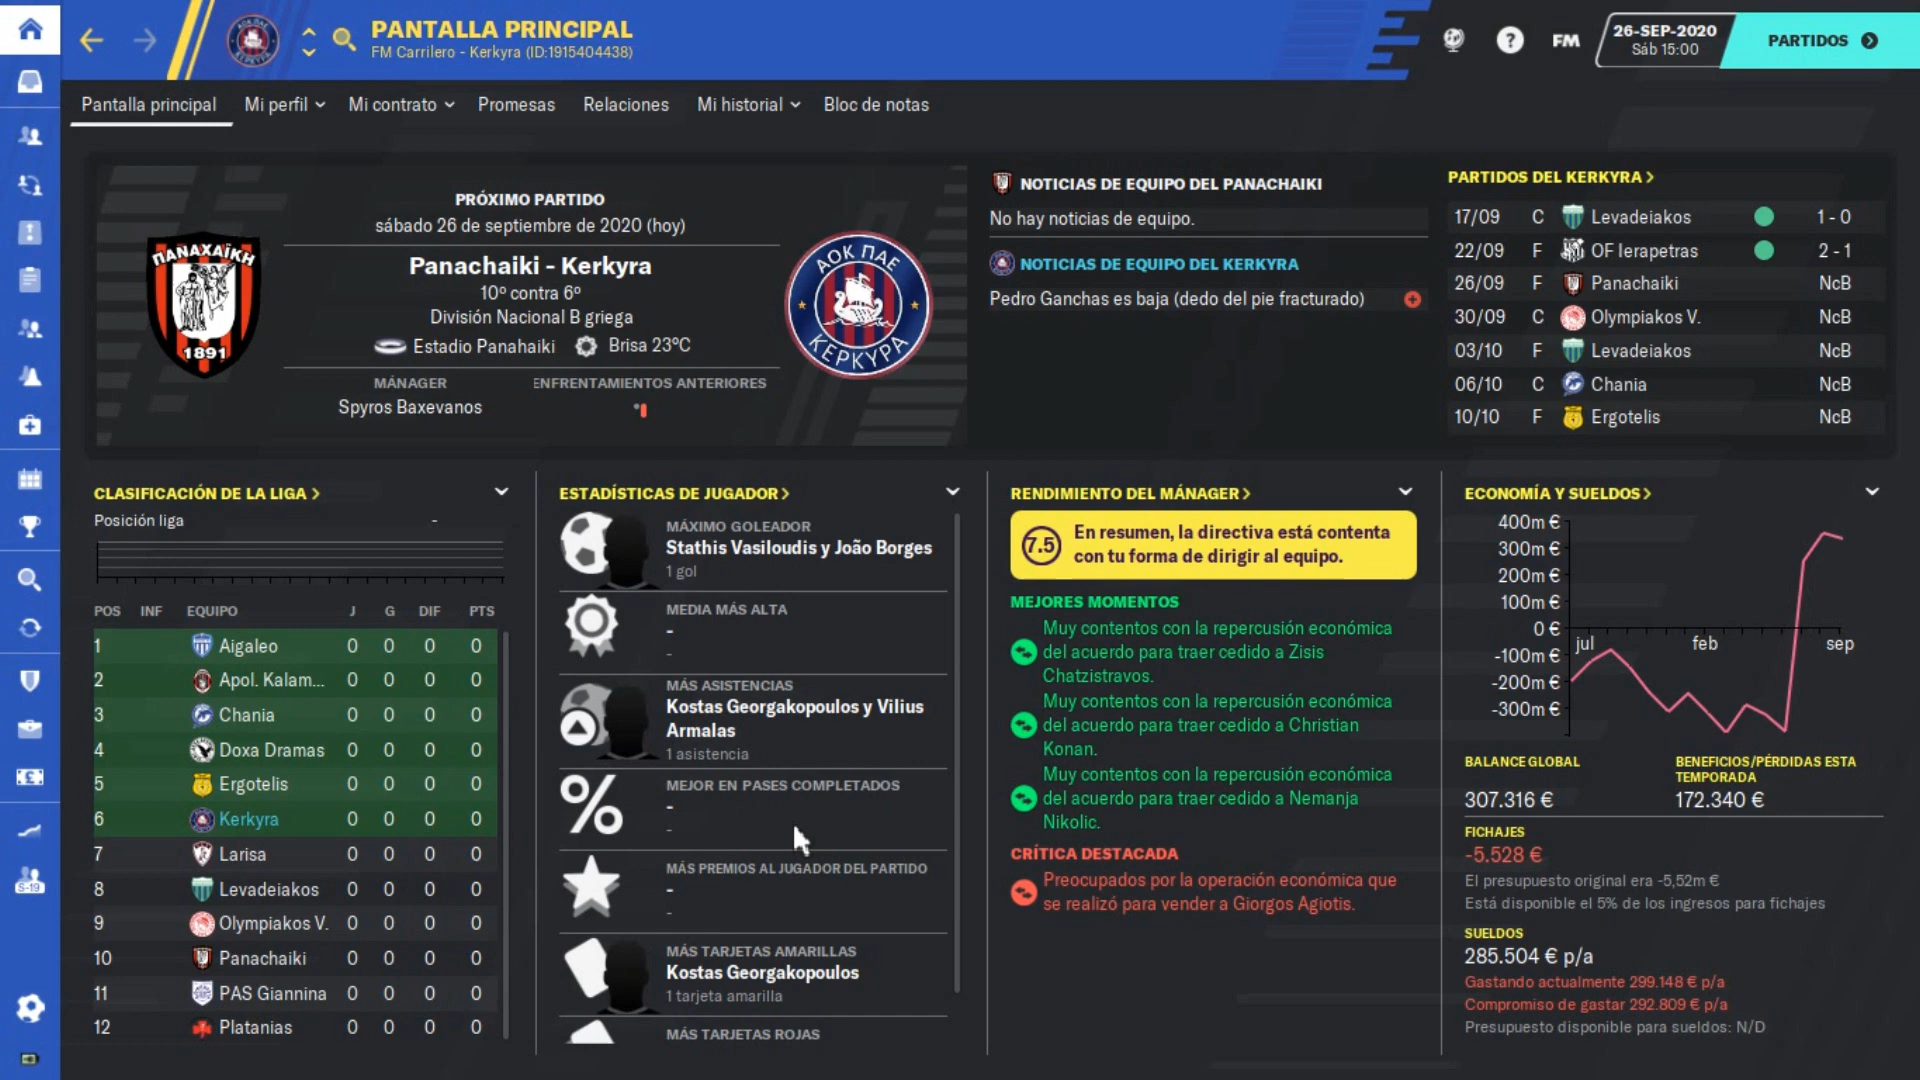 PANTALLA PRINCIPAL
FM Carrilero - Kerkyra (ID:1915404438)
?
FM
26-SEP-2020
Sáb 15:00
PARTIDOS
Pantalla principal
Mi perfil
Mi contrato
Promesas
Relaciones
Mi historial
Bloc de notas
PRÓXIMO PARTIDO
sábado 26 de septiembre de 2020 (hoy)
ΠΑΝΑΧΑΪΚΗ
1891
Panachaiki - Kerkyra
10º contra 6º
División Nacional B griega
Estadio Panahaiki
Brisa 23ºC
MÁNAGER
Spyros Baxevanos
ENFRENTAMIENTOS ANTERIORES
ΑΟΚ ΠΑΕ
ΚΕΡΚΥΡΑ
NOTICIAS DE EQUIPO DEL PANACHAIKI
No hay noticias de equipo.
NOTICIAS DE EQUIPO DEL KERKYRA
Pedro Ganchas es baja (dedo del pie fracturado)
PARTIDOS DEL KERKYRA >
17/09 C Levadeiakos 1 - 0
22/09 F OF Ierapetras 2 - 1
26/09 F Panachaiki NcB
30/09 C Olympiakos V. NcB
03/10 F Levadeiakos NcB
06/10 C Chania NcB
10/10 F Ergotelis NcB
CLASIFICACIÓN DE LA LIGA >
Posición liga -
POS INF EQUIPO J G DIF PTS
1 Aigaleo 0 0 0 0
2 Apol. Kalam... 0 0 0 0
3 Chania 0 0 0 0
4 Doxa Dramas 0 0 0 0
5 Ergotelis 0 0 0 0
6 Kerkyra 0 0 0 0
7 Larisa 0 0 0 0
8 Levadeiakos 0 0 0 0
9 Olympiakos V. 0 0 0 0
10 Panachaiki 0 0 0 0
11 PAS Giannina 0 0 0 0
12 Platanias 0 0 0 0
S-19
ESTADÍSTICAS DE JUGADOR >
MÁXIMO GOLEADOR
Stathis Vasiloudis y João Borges
1 gol
MEDIA MÁS ALTA
-
-
MÁS ASISTENCIAS
Kostas Georgakopoulos y Vilius
Armalas
1 asistencia
%
MEJOR EN PASES COMPLETADOS
-
-
MÁS PREMIOS AL JUGADOR DEL PARTIDO
-
-
MÁS TARJETAS AMARILLAS
Kostas Georgakopoulos
1 tarjeta amarilla
MÁS TARJETAS ROJAS
RENDIMIENTO DEL MÁNAGER >
7.5
En resumen, la directiva está contenta
con tu forma de dirigir al equipo.
MEJORES MOMENTOS
Muy contentos con la repercusión económica
del acuerdo para traer cedido a Zisis
Chatzistravos.
Muy contentos con la repercusión económica
del acuerdo para traer cedido a Christian
Konan.
Muy contentos con la repercusión económica
del acuerdo para traer cedido a Nemanja
Nikolic.
CRÍTICA DESTACADA
Preocupados por la operación económica que
se realizó para vender a Giorgos Agiotis.
ECONOMÍA Y SUELDOS >
400m €
300m €
200m €
100m €
0 €
-100m €
-200m €
-300m €
jul feb sep
BALANCE GLOBAL
307.316 €
BENEFICIOS/PÉRDIDAS ESTA
TEMPORADA
172.340 €
FICHAJES
-5.528 €
El presupuesto original era -5,52m €
Está disponible el 5% de los ingresos para fichajes
SUELDOS
285.504 € p/a
Gastando actualmente 299.148 € p/a
Compromiso de gastar 292.809 € p/a
Presupuesto disponible para sueldos: N/D